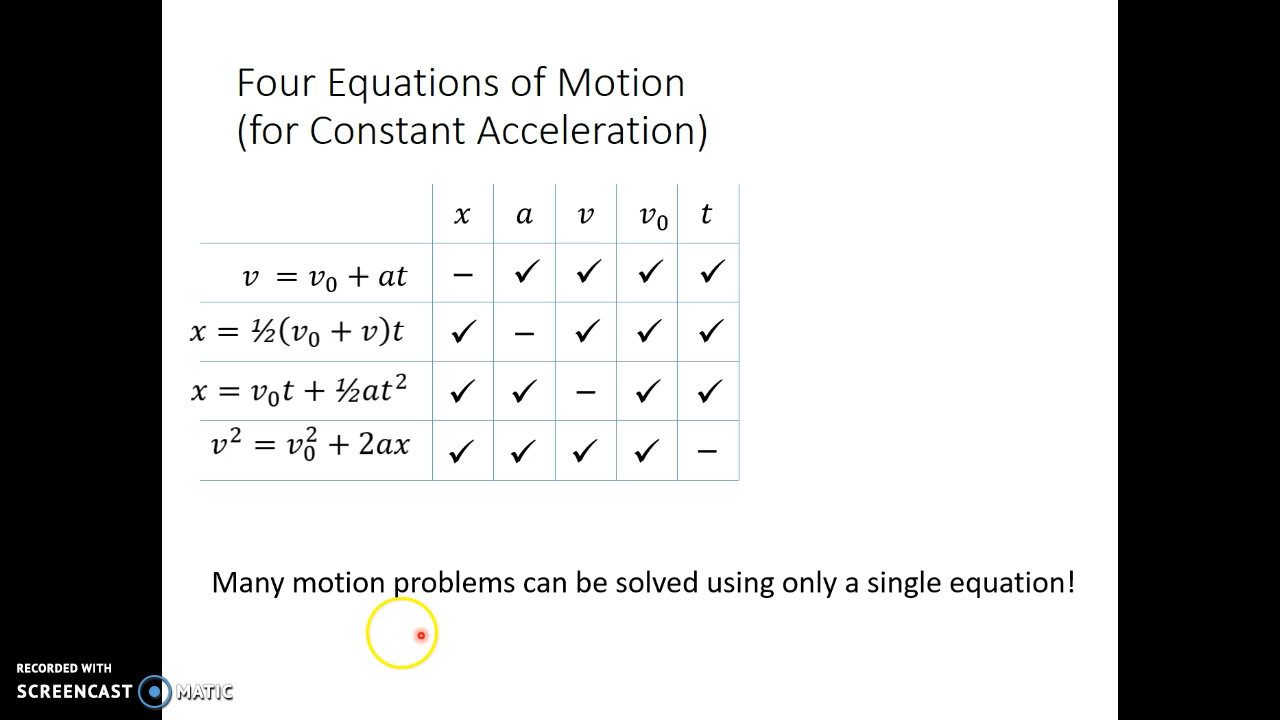 Four Equations of Motion
(for Constant Acceleration)
x a v v₀ t
v = v₀ + at – ✓ ✓ ✓ ✓
x = ½(v₀ + v)t ✓ – ✓ ✓ ✓
x = v₀t + ½at² ✓ ✓ – ✓ ✓
v² = v₀² + 2ax ✓ ✓ ✓ ✓ –
Many motion problems can be solved using only a single equation!
RECORDED WITH
SCREENCAST MATIC